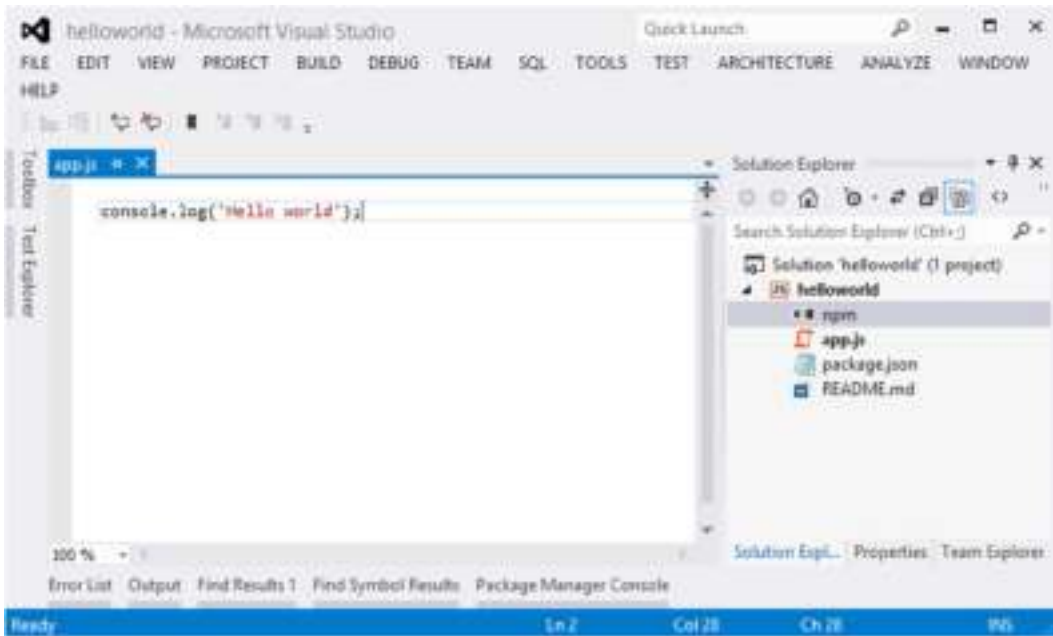 helloworld - Microsoft Visual Studio
Quick Launch
FILE EDIT VIEW PROJECT BUILD DEBUG TEAM SQL TOOLS TEST ARCHITECTURE ANALYZE WINDOW
HELP
Toolbox
Test Explorer
app.js
console.log('Hello world');
100 %
Solution Explorer
Search Solution Explorer (Ctrl+;)
Solution 'helloworld' (1 project)
JS helloworld
npm
app.js
package.json
README.md
Solution Expl... Properties Team Explorer
Error List Output Find Results 1 Find Symbol Results Package Manager Console
Ready Ln 2 Col 28 Ch 28 INS